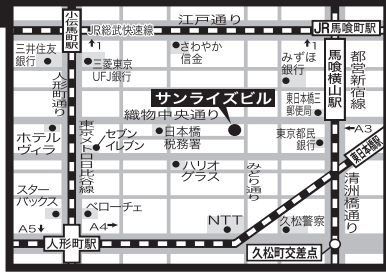 江戸通り
小伝馬町駅
JR総武快速線
JR馬喰町駅
三井住友
銀行
↑1
三菱東京
UFJ銀行
さわやか
信金
みずほ
銀行
↑1
馬喰横山駅
都営新宿線
人形町通り
サンライズビル
東日本橋三
郵便局
織物中央通り
ホテル
ヴィラ
東京メトロ日比谷線
セブン
イレブン
日本橋
税務署
東京都民
銀行
←A3
東日本橋駅
ハリオ
グラス
みどり通り
清洲橋通り
スター
バックス
ベローチェ
A5↓
A4→
NTT
久松警察
人形町駅
久松町交差点